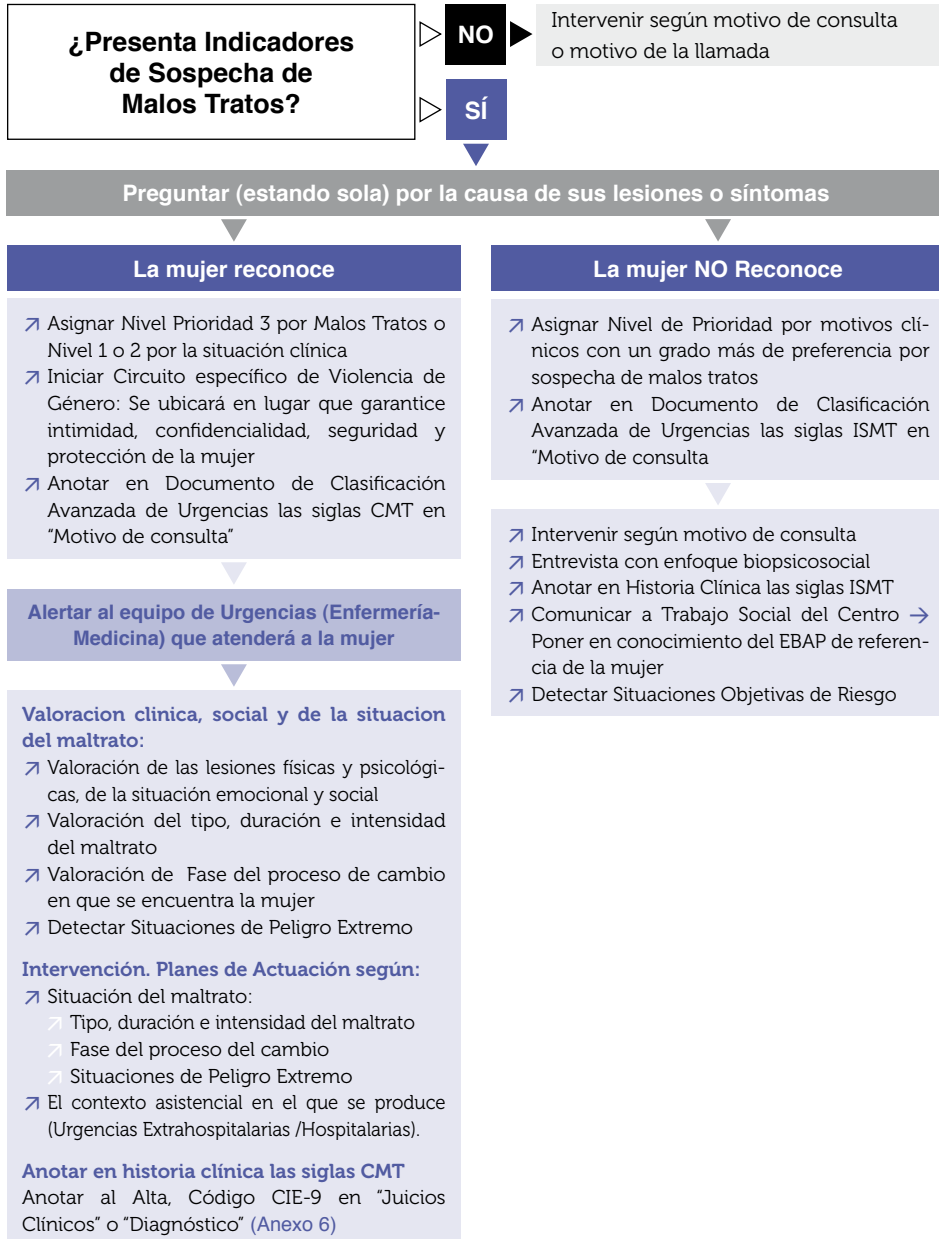 ¿Presenta Indicadores
de Sospecha de
Malos Tratos?
NO
Intervenir según motivo de consulta
o motivo de la llamada
SÍ
Preguntar (estando sola) por la causa de sus lesiones o síntomas
La mujer reconoce
Asignar Nivel Prioridad 3 por Malos Tratos o
Nivel 1 o 2 por la situación clínica
Iniciar Circuito específico de Violencia de
Género: Se ubicará en lugar que garantice
intimidad, confidencialidad, seguridad y
protección de la mujer
Anotar en Documento de Clasificación
Avanzada de Urgencias las siglas CMT en
“Motivo de consulta”
Alertar al equipo de Urgencias (Enfermería-
Medicina) que atenderá a la mujer
Valoracion clinica, social y de la situacion
del maltrato:
Valoración de las lesiones físicas y psicológi-
cas, de la situación emocional y social
Valoración del tipo, duración e intensidad
del maltrato
Valoración de Fase del proceso de cambio
en que se encuentra la mujer
Detectar Situaciones de Peligro Extremo
Intervención. Planes de Actuación según:
Situación del maltrato:
Tipo, duración e intensidad del maltrato
Fase del proceso del cambio
Situaciones de Peligro Extremo
El contexto asistencial en el que se produce
(Urgencias Extrahospitalarias /Hospitalarias).
Anotar en historia clínica las siglas CMT
Anotar al Alta, Código CIE-9 en “Juicios
Clínicos” o “Diagnóstico” (Anexo 6)
La mujer NO Reconoce
Asignar Nivel de Prioridad por motivos clí-
nicos con un grado más de preferencia por
sospecha de malos tratos
Anotar en Documento de Clasificación
Avanzada de Urgencias las siglas ISMT en
“Motivo de consulta
Intervenir según motivo de consulta
Entrevista con enfoque biopsicosocial
Anotar en Historia Clínica las siglas ISMT
Comunicar a Trabajo Social del Centro →
Poner en conocimiento del EBAP de referen-
cia de la mujer
Detectar Situaciones Objetivas de Riesgo